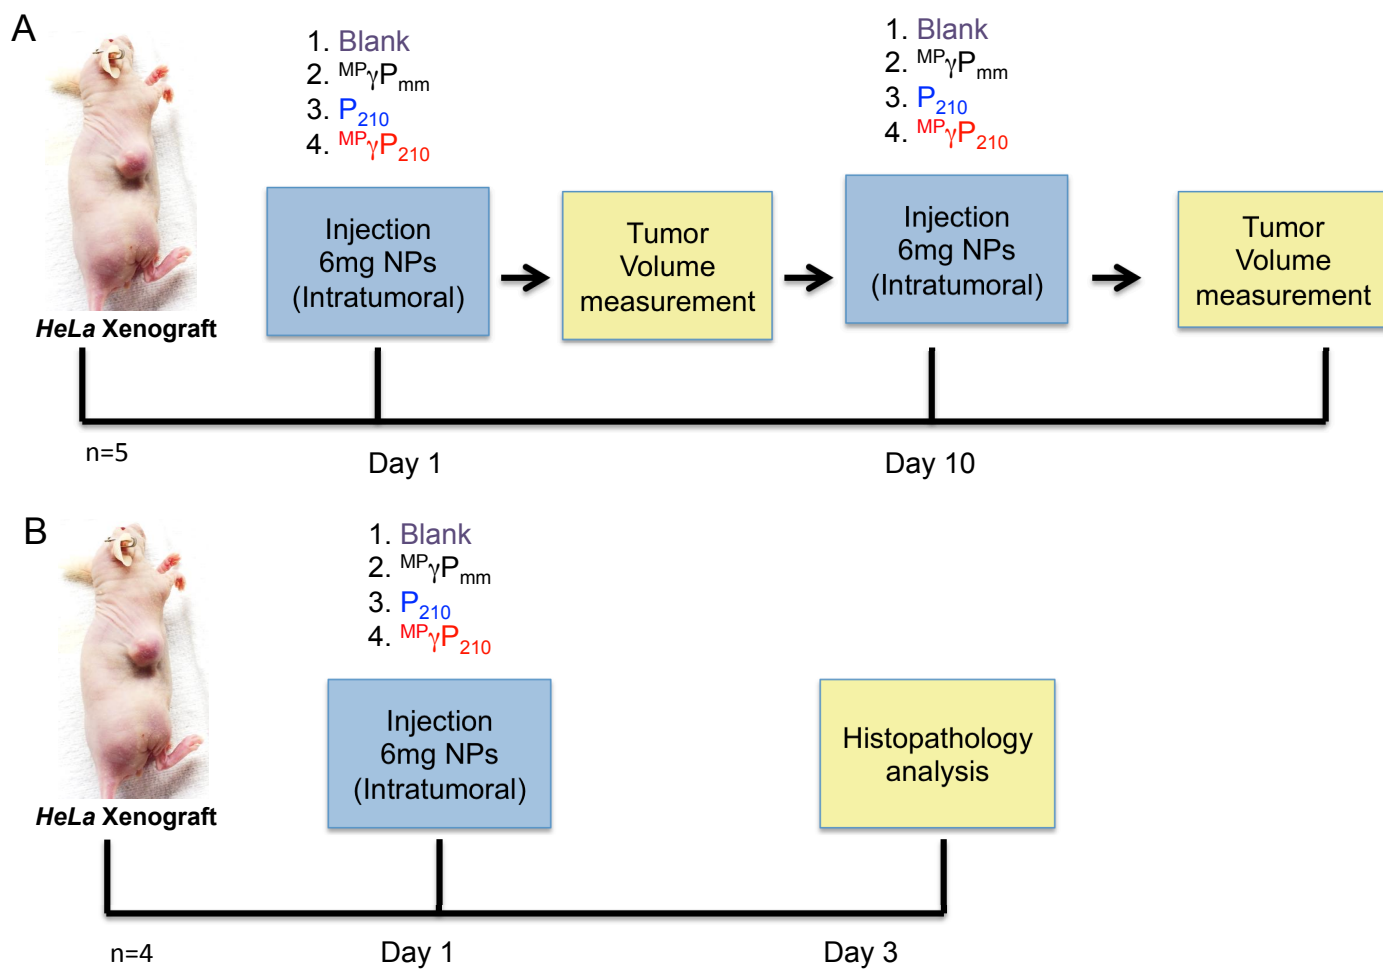 A
1. Blank
2. ᴹᴾγPₘₘ
3. P₂₁₀
4. ᴹᴾγP₂₁₀
1. Blank
2. ᴹᴾγPₘₘ
3. P₂₁₀
4. ᴹᴾγP₂₁₀
Injection
6mg NPs
(Intratumoral)
Tumor
Volume
measurement
Injection
6mg NPs
(Intratumoral)
Tumor
Volume
measurement
HeLa Xenograft
n=5
Day 1
Day 10
B
1. Blank
2. ᴹᴾγPₘₘ
3. P₂₁₀
4. ᴹᴾγP₂₁₀
Injection
6mg NPs
(Intratumoral)
Histopathology
analysis
HeLa Xenograft
n=4
Day 1
Day 3